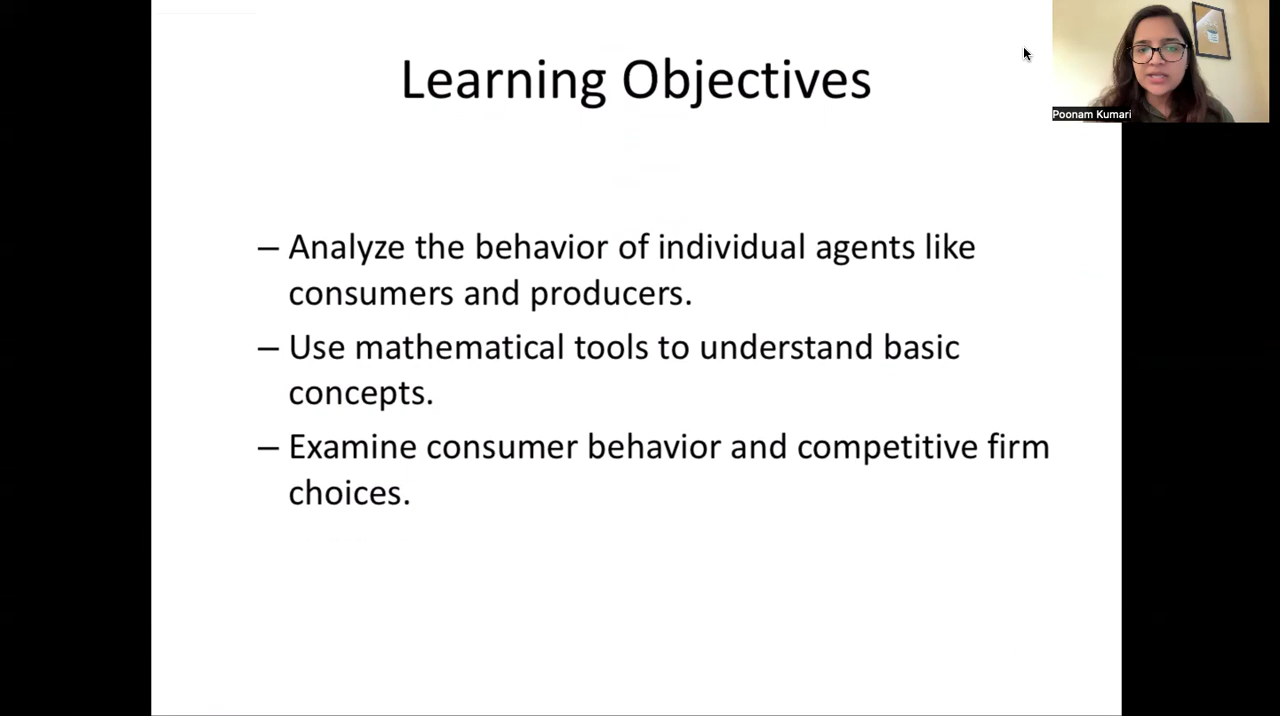 Learning Objectives
Poonam Kumari
– Analyze the behavior of individual agents like
consumers and producers.
– Use mathematical tools to understand basic
concepts.
– Examine consumer behavior and competitive firm
choices.